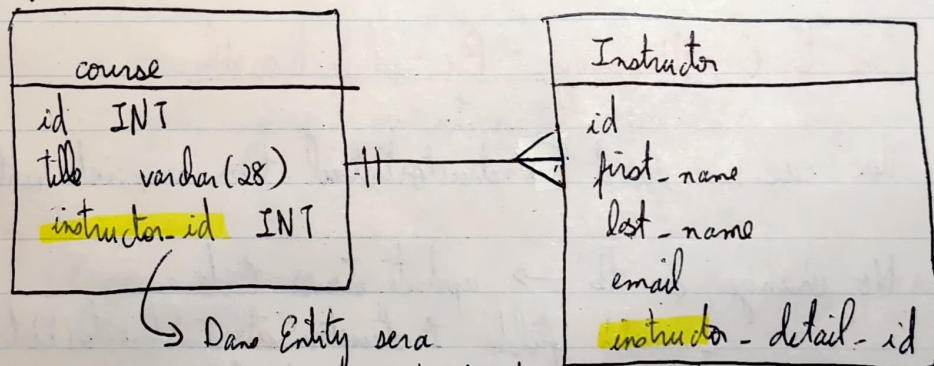 course
id INT
title varchar(28)
instructor_id INT
Dans Entity sera
Instructor
id
first_name
last_name
email
instructor_detail_id